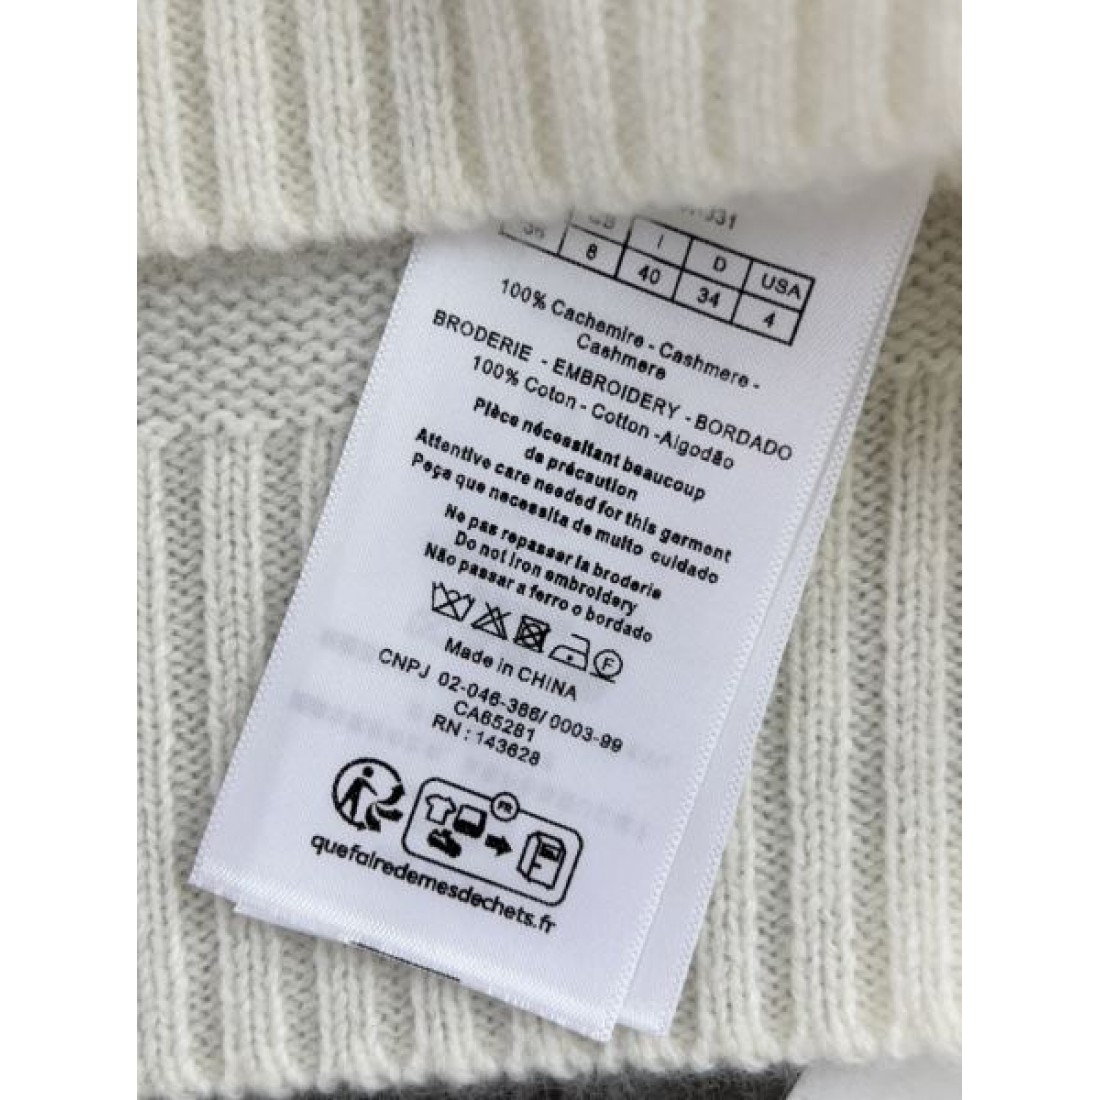 GB I D USA
36 8 40 34 4
100% Cachemire - Cashmere -
Cashmere
BRODERIE - EMBROIDERY - BORDADO
100% Coton - Cotton -Algodão
Pièce nécessitant beaucoup
de précaution
Attentive care needed for this garment
Peça que necessita de muito cuidado
Ne pas repasser la broderie
Do not iron embroidery
Não passar a ferro o bordado
F
Made in CHINA
CNPJ 02-046-366/ 0003-99
CA65281
RN : 143628
FR
quefairedemesdechets.fr